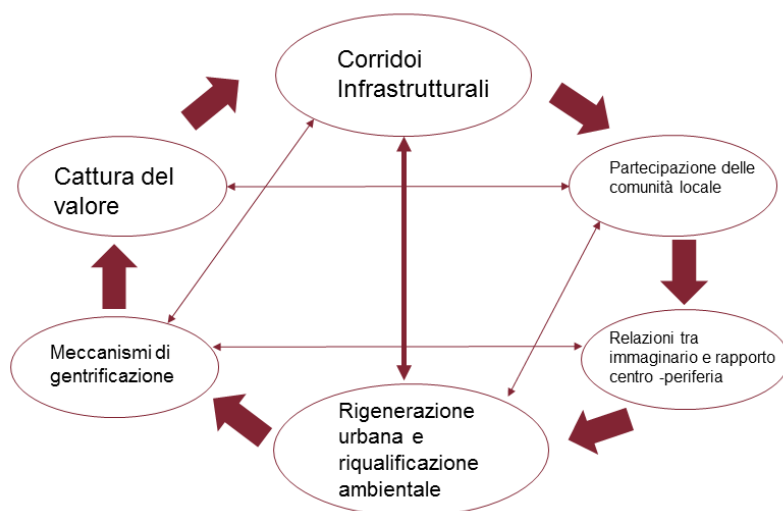 Corridoi
Infrastrutturali
Partecipazione delle
comunità locale
Relazioni tra
immaginario e rapporto
centro -periferia
Rigenerazione
urbana e
riqualificazione
ambientale
Meccanismi di
gentrificazione
Cattura del
valore